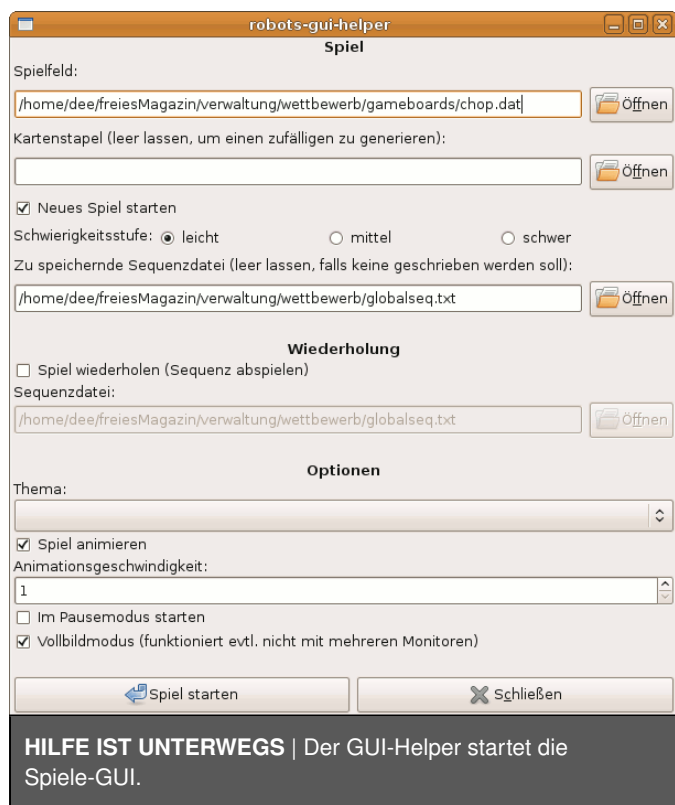 robots-gui-helper
Spiel
Spielfeld:
/home/dee/freiesMagazin/verwaltung/wettbewerb/gameboards/chop.dat
Öffnen
Kartenstapel (leer lassen, um einen zufälligen zu generieren):
Öffnen
Neues Spiel starten
Schwierigkeitsstufe: leicht mittel schwer
Zu speichernde Sequenzdatei (leer lassen, falls keine geschrieben werden soll):
/home/dee/freiesMagazin/verwaltung/wettbewerb/globalseq.txt
Öffnen
Wiederholung
Spiel wiederholen (Sequenz abspielen)
Sequenzdatei:
/home/dee/freiesMagazin/verwaltung/wettbewerb/globalseq.txt
Öffnen
Optionen
Thema:
Spiel animieren
Animationsgeschwindigkeit:
1
Im Pausemodus starten
Vollbildmodus (funktioniert evtl. nicht mit mehreren Monitoren)
Spiel starten
Schließen
HILFE IST UNTERWEGS | Der GUI-Helper startet die
Spiele-GUI.